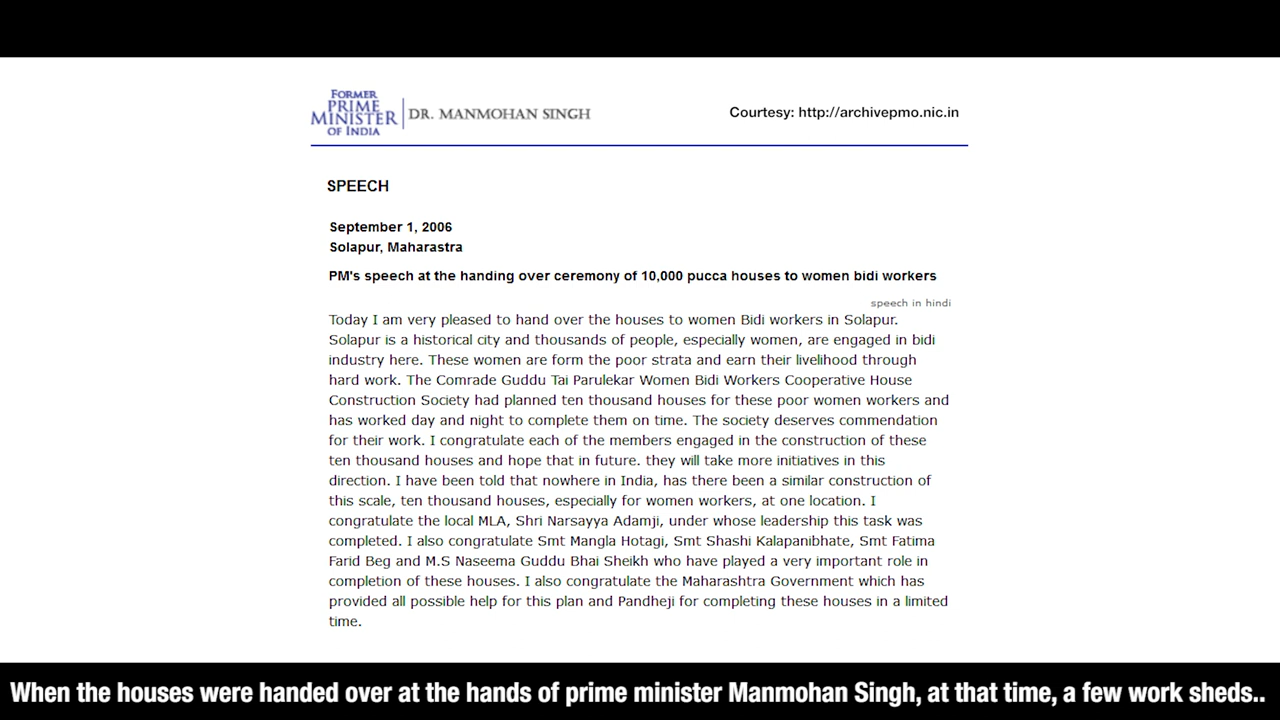 FORMER
PRIME
MINISTER
OF INDIA
DR. MANMOHAN SINGH
Courtesy: http://archivepmo.nic.in
SPEECH
September 1, 2006
Solapur, Maharastra
PM's speech at the handing over ceremony of 10,000 pucca houses to women bidi workers
speech in hindi
Today I am very pleased to hand over the houses to women Bidi workers in Solapur.
Solapur is a historical city and thousands of people, especially women, are engaged in bidi
industry here. These women are form the poor strata and earn their livelihood through
hard work. The Comrade Guddu Tai Parulekar Women Bidi Workers Cooperative House
Construction Society had planned ten thousand houses for these poor women workers and
has worked day and night to complete them on time. The society deserves commendation
for their work. I congratulate each of the members engaged in the construction of these
ten thousand houses and hope that in future. they will take more initiatives in this
direction. I have been told that nowhere in India, has there been a similar construction of
this scale, ten thousand houses, especially for women workers, at one location. I
congratulate the local MLA, Shri Narsayya Adamji, under whose leadership this task was
completed. I also congratulate Smt Mangla Hotagi, Smt Shashi Kalapanibhate, Smt Fatima
Farid Beg and M.S Naseema Guddu Bhai Sheikh who have played a very important role in
completion of these houses. I also congratulate the Maharashtra Government which has
provided all possible help for this plan and Pandheji for completing these houses in a limited
time.
When the houses were handed over at the hands of prime minister Manmohan Singh, at that time, a few work sheds..